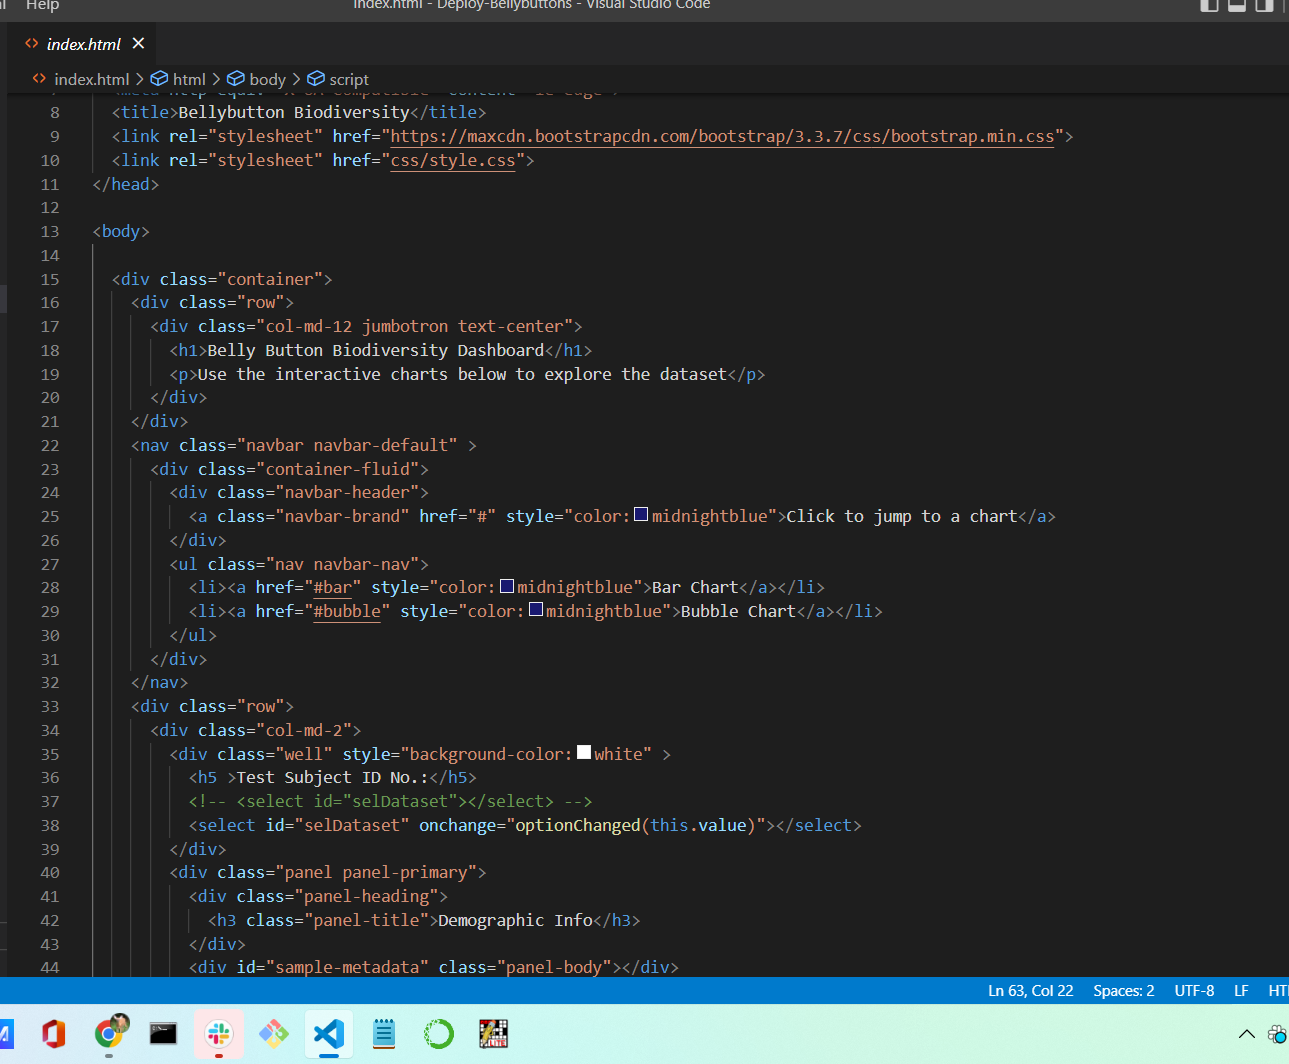 Help
index.html - Deploy-Bellybuttons - Visual Studio Code
index.html
index.html > html > body > script
8 <title>Bellybutton Biodiversity</title>
9 <link rel="stylesheet" href="https://maxcdn.bootstrapcdn.com/bootstrap/3.3.7/css/bootstrap.min.css">
10 <link rel="stylesheet" href="css/style.css">
11 </head>
12
13 <body>
14
15 <div class="container">
16 <div class="row">
17 <div class="col-md-12 jumbotron text-center">
18 <h1>Belly Button Biodiversity Dashboard</h1>
19 <p>Use the interactive charts below to explore the dataset</p>
20 </div>
21 </div>
22 <nav class="navbar navbar-default" >
23 <div class="container-fluid">
24 <div class="navbar-header">
25 <a class="navbar-brand" href="#" style="color:midnightblue">Click to jump to a chart</a>
26 </div>
27 <ul class="nav navbar-nav">
28 <li><a href="#bar" style="color:midnightblue">Bar Chart</a></li>
29 <li><a href="#bubble" style="color:midnightblue">Bubble Chart</a></li>
30 </ul>
31 </div>
32 </nav>
33 <div class="row">
34 <div class="col-md-2">
35 <div class="well" style="background-color:white" >
36 <h5 >Test Subject ID No.:</h5>
37 <!-- <select id="selDataset"></select> -->
38 <select id="selDataset" onchange="optionChanged(this.value)"></select>
39 </div>
40 <div class="panel panel-primary">
41 <div class="panel-heading">
42 <h3 class="panel-title">Demographic Info</h3>
43 </div>
44 <div id="sample-metadata" class="panel-body"></div>
Ln 63, Col 22 Spaces: 2 UTF-8 LF
LITE